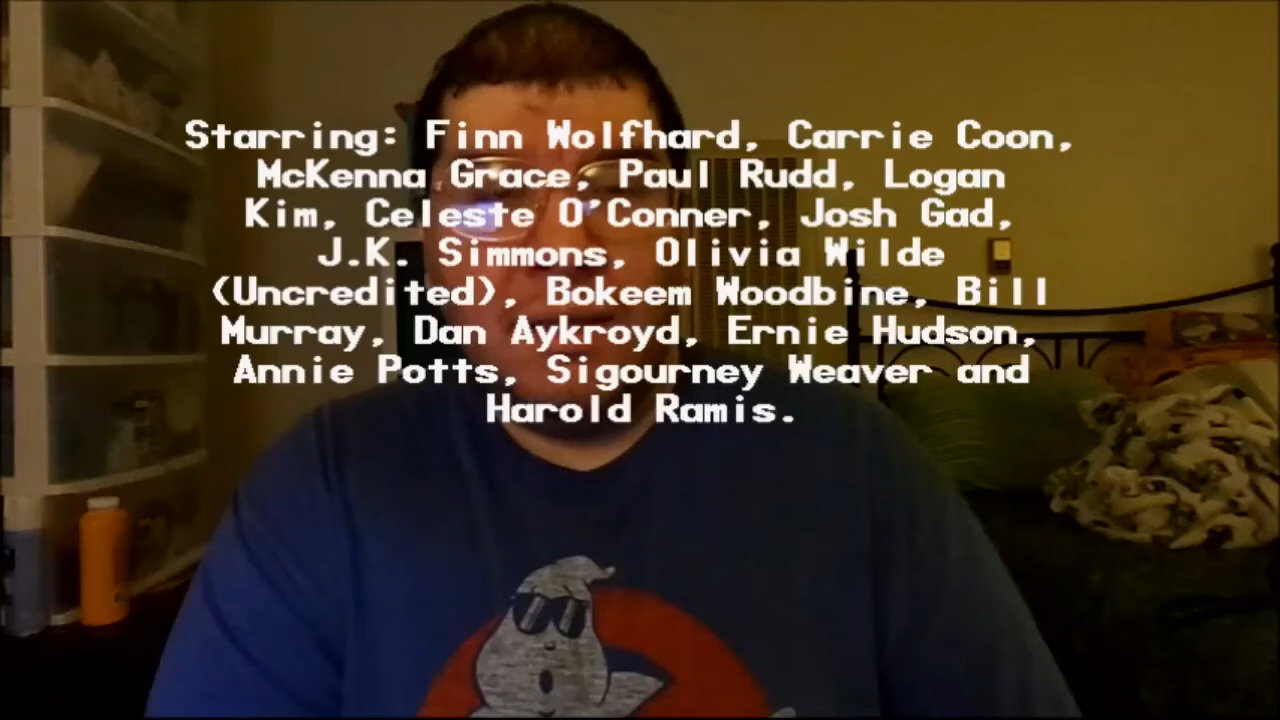 Starring: Finn Wolfhard, Carrie Coon,
McKenna Grace, Paul Rudd, Logan
Kim, Celeste O'Conner, Josh Gad,
J.K. Simmons, Olivia Wilde
(Uncredited), Bokeem Woodbine, Bill
Murray, Dan Aykroyd, Ernie Hudson,
Annie Potts, Sigourney Weaver and
Harold Ramis.